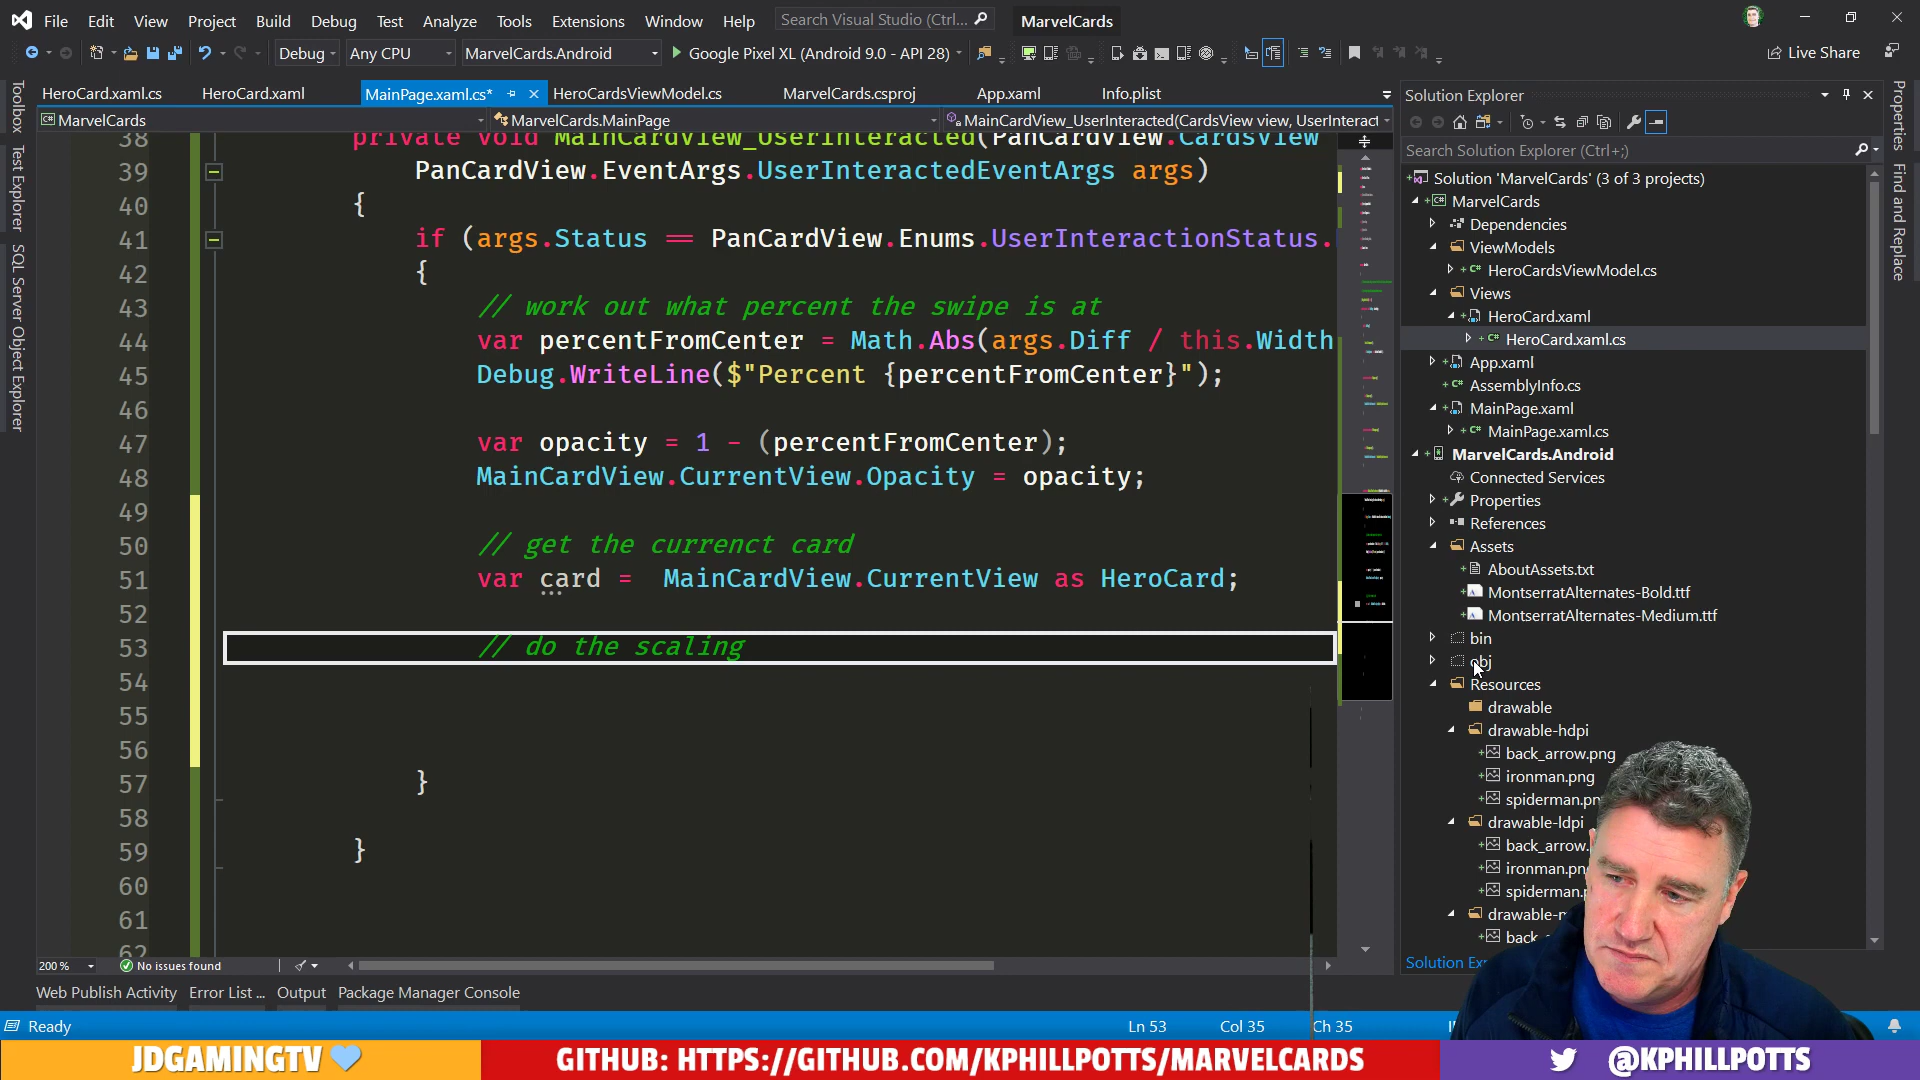 File Edit View Project Build Debug Test Analyze Tools Extensions Window Help Search Visual Studio (Ctrl... MarvelCards
Debug Any CPU MarvelCards.Android Google Pixel XL (Android 9.0 - API 28) Live Share
HeroCard.xaml.cs HeroCard.xaml MainPage.xaml.cs* HeroCardsViewModel.cs MarvelCards.csproj App.xaml Info.plist
MarvelCards MarvelCards.MainPage MainCardView_UserInteracted(CardsView view, UserInteract
Toolbox
Test Explorer
SQL Server Object Explorer
38 private void MainCardView_UserInteracted(PanCardView.CardsView
39 PanCardView.EventArgs.UserInteractedEventArgs args)
40 {
41 if (args.Status == PanCardView.Enums.UserInteractionStatus.
42 {
43 // work out what percent the swipe is at
44 var percentFromCenter = Math.Abs(args.Diff / this.Width
45 Debug.WriteLine($"Percent {percentFromCenter}");
46
47 var opacity = 1 - (percentFromCenter);
48 MainCardView.CurrentView.Opacity = opacity;
49
50 // get the currenct card
51 var card =  MainCardView.CurrentView as HeroCard;
52
53 // do the scaling
54
55
56
57 }
58
59 }
60
61
62
200 % No issues found
Web Publish Activity Error List ... Output Package Manager Console
Ready Ln 53 Col 35 Ch 35
Solution Explorer
Search Solution Explorer (Ctrl+;)
Solution 'MarvelCards' (3 of 3 projects)
MarvelCards
Dependencies
ViewModels
HeroCardsViewModel.cs
Views
HeroCard.xaml
HeroCard.xaml.cs
App.xaml
AssemblyInfo.cs
MainPage.xaml
MainPage.xaml.cs
MarvelCards.Android
Connected Services
Properties
References
Assets
AboutAssets.txt
MontserratAlternates-Bold.ttf
MontserratAlternates-Medium.ttf
bin
obj
Resources
drawable
drawable-hdpi
back_arrow.png
ironman.png
spiderman.pn
drawable-ldpi
back_arrow.
ironman.pn
spiderman.p
drawable-m
back_a
Solution Ex
Properties
Find and Replace
JDGAMINGTV 💙 GITHUB: HTTPS://GITHUB.COM/KPHILLPOTTS/MARVELCARDS @KPHILLPOTTS